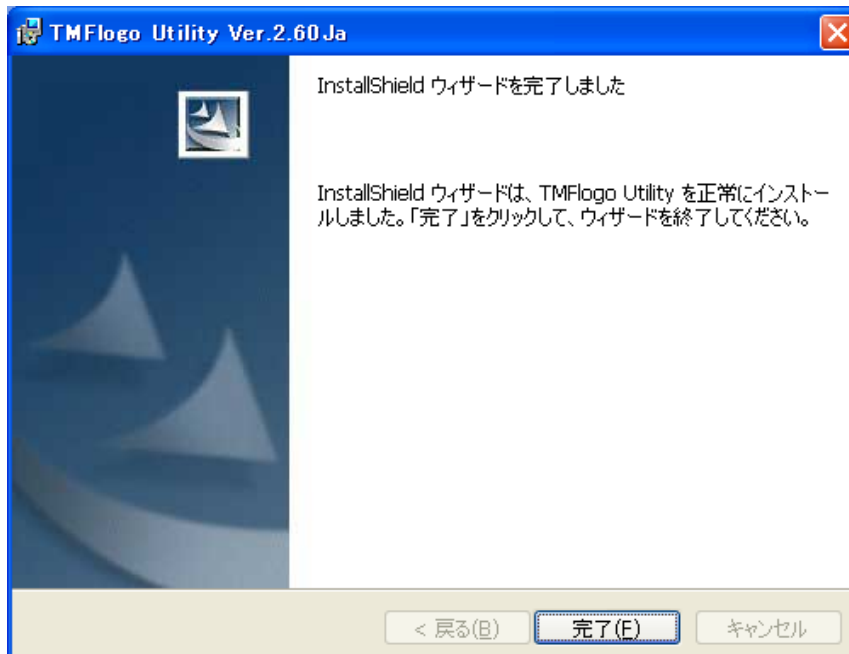 TMFlogo Utility Ver.2.60Ja
InstallShield ウィザードを完了しました
InstallShield ウィザードは、TMFlogo Utility を正常にインストー
ルしました。「完了」をクリックして、ウィザードを終了してください。
< 戻る(B)
完了(F)
キャンセル